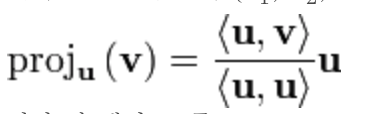 proj_u (v) = ⟨u, v⟩ / ⟨u, u⟩ u